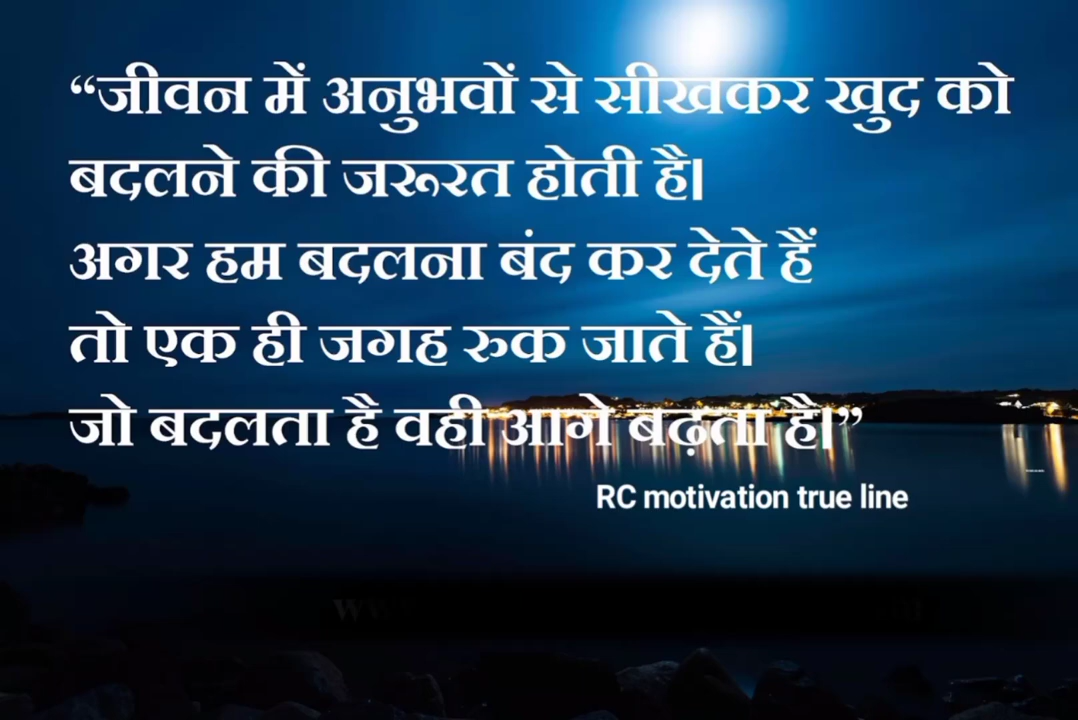 “जीवन में अनुभवों से सीखकर खुद को
बदलने की जरूरत होती है।
अगर हम बदलना बंद कर देते हैं
तो एक ही जगह रुक जाते हैं।
जो बदलता है वही आगे बढ़ता है।”
RC motivation true line